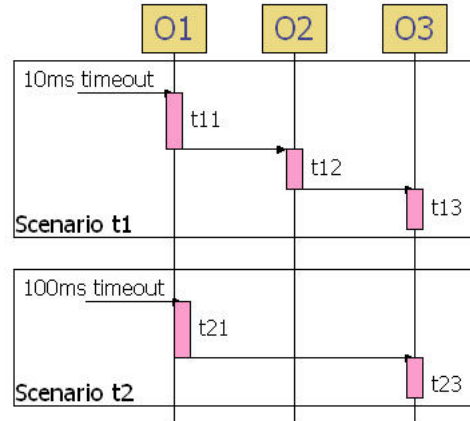 O1 O2 O3
10ms timeout
t11
t12
t13
Scenario t1
100ms timeout
t21
t23
Scenario t2